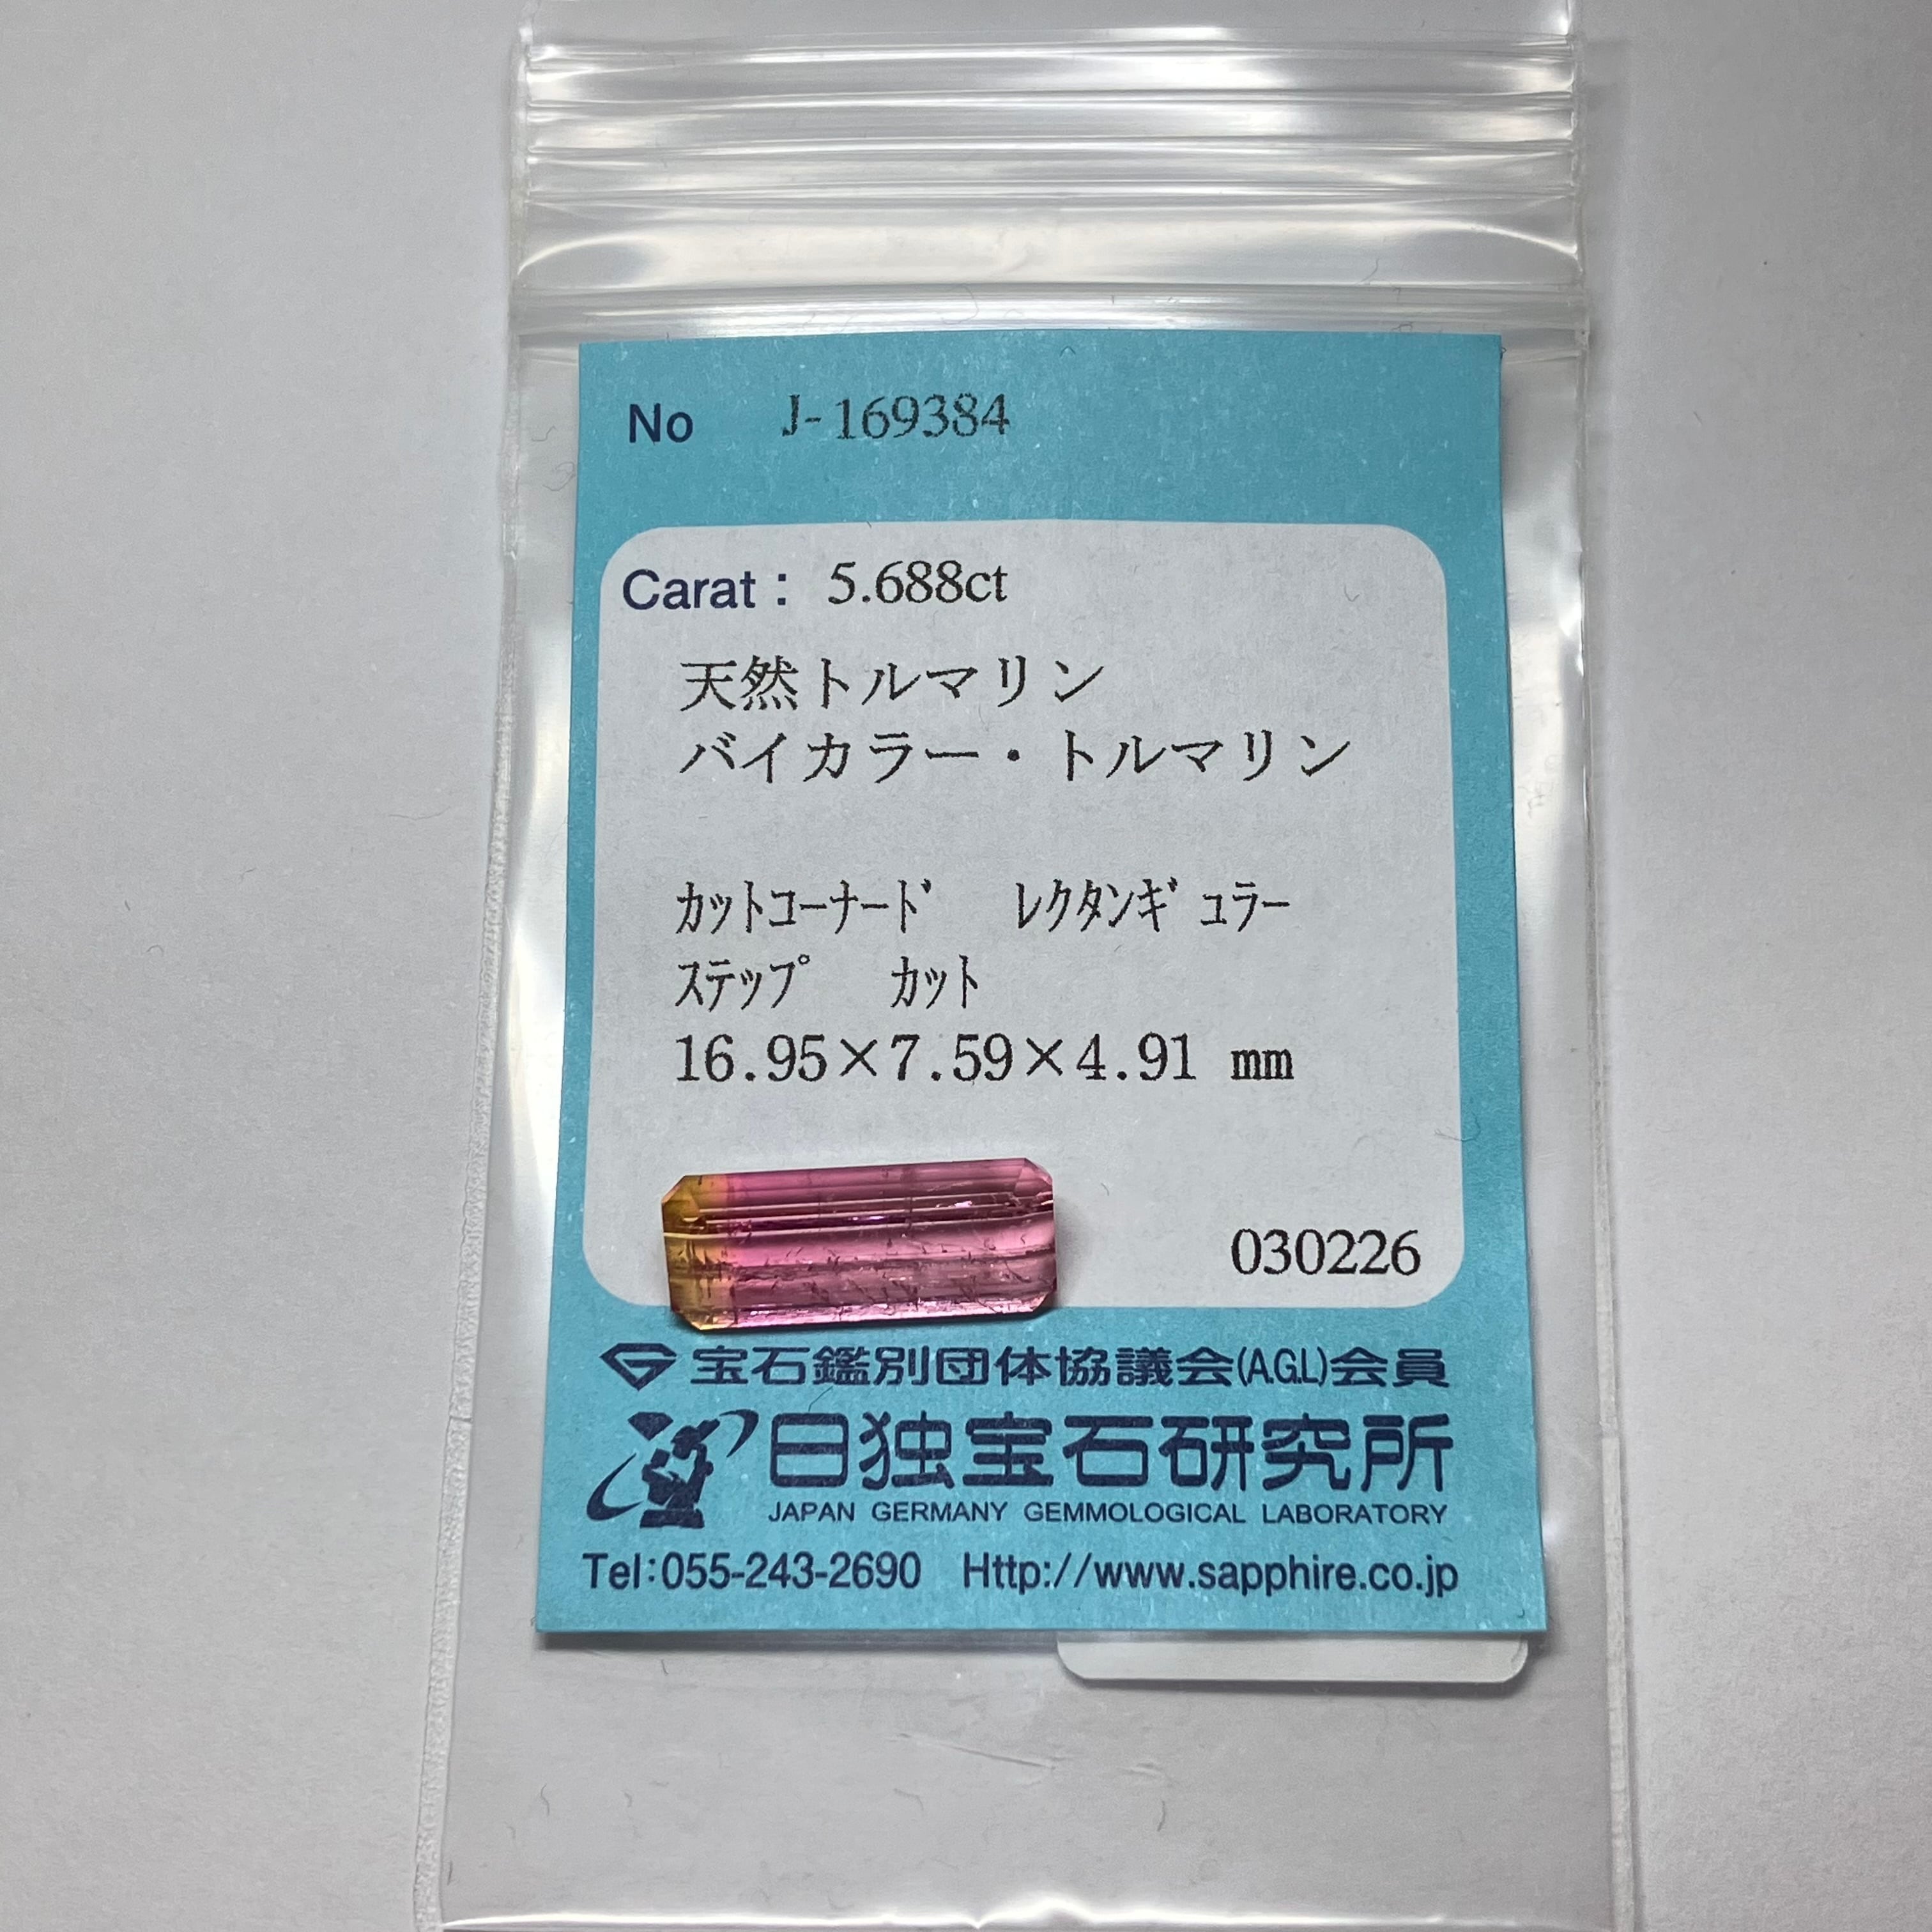 No J-169384
Carat : 5.688ct
天然トルマリン
バイカラー・トルマリン
ｶｯﾄｺｰﾅｰﾄﾞ ﾚｸﾀﾝｷﾞｭﾗｰ
ｽﾃｯﾌﾟ ｶｯﾄ
16.95×7.59×4.91 mm
030226
宝石鑑別団体協議会(A.G.L)会員
日独宝石研究所
JAPAN GERMANY GEMMOLOGICAL LABORATORY
Tel:055-243-2690 Http://www.sapphire.co.jp